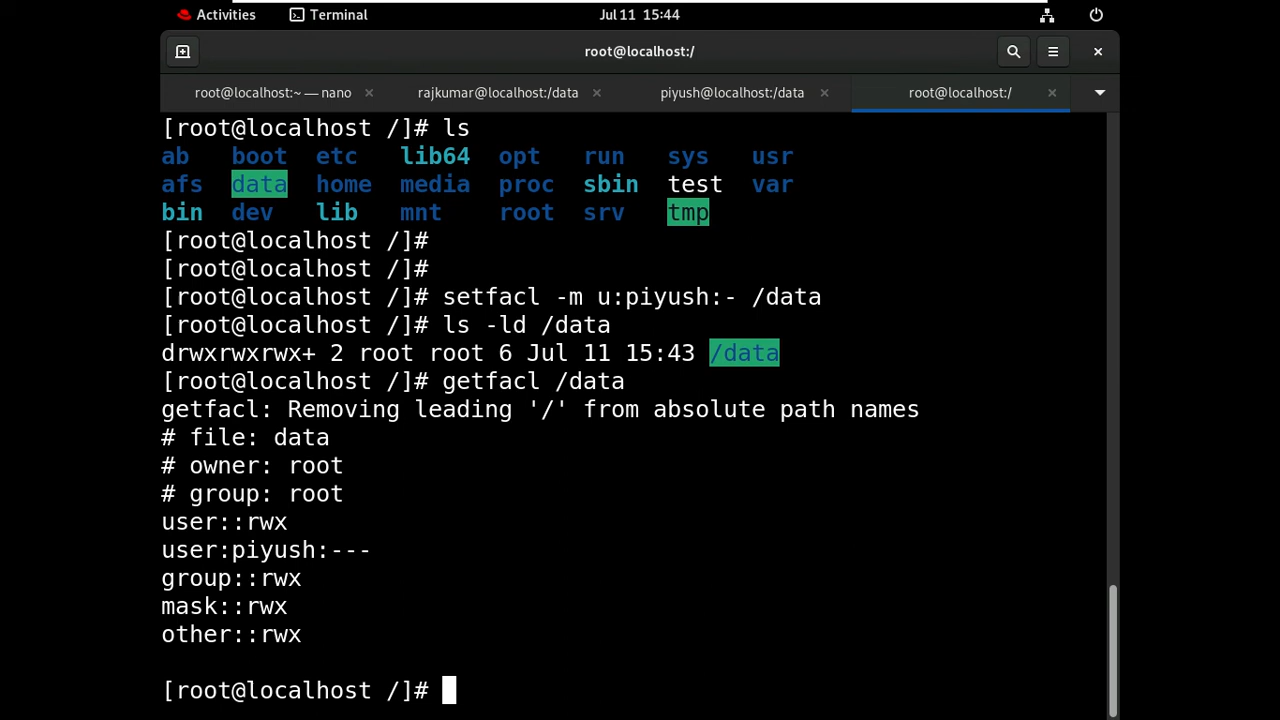 Activities Terminal Jul 11 15:44
root@localhost:/
root@localhost:~ — nano × rajkumar@localhost:/data × piyush@localhost:/data × root@localhost:/ ×
[root@localhost /]# ls
ab boot etc lib64 opt run sys usr
afs data home media proc sbin test var
bin dev lib mnt root srv tmp
[root@localhost /]#
[root@localhost /]#
[root@localhost /]# setfacl -m u:piyush:- /data
[root@localhost /]# ls -ld /data
drwxrwxrwx+ 2 root root 6 Jul 11 15:43 /data
[root@localhost /]# getfacl /data
getfacl: Removing leading '/' from absolute path names
# file: data
# owner: root
# group: root
user::rwx
user:piyush:---
group::rwx
mask::rwx
other::rwx
[root@localhost /]#